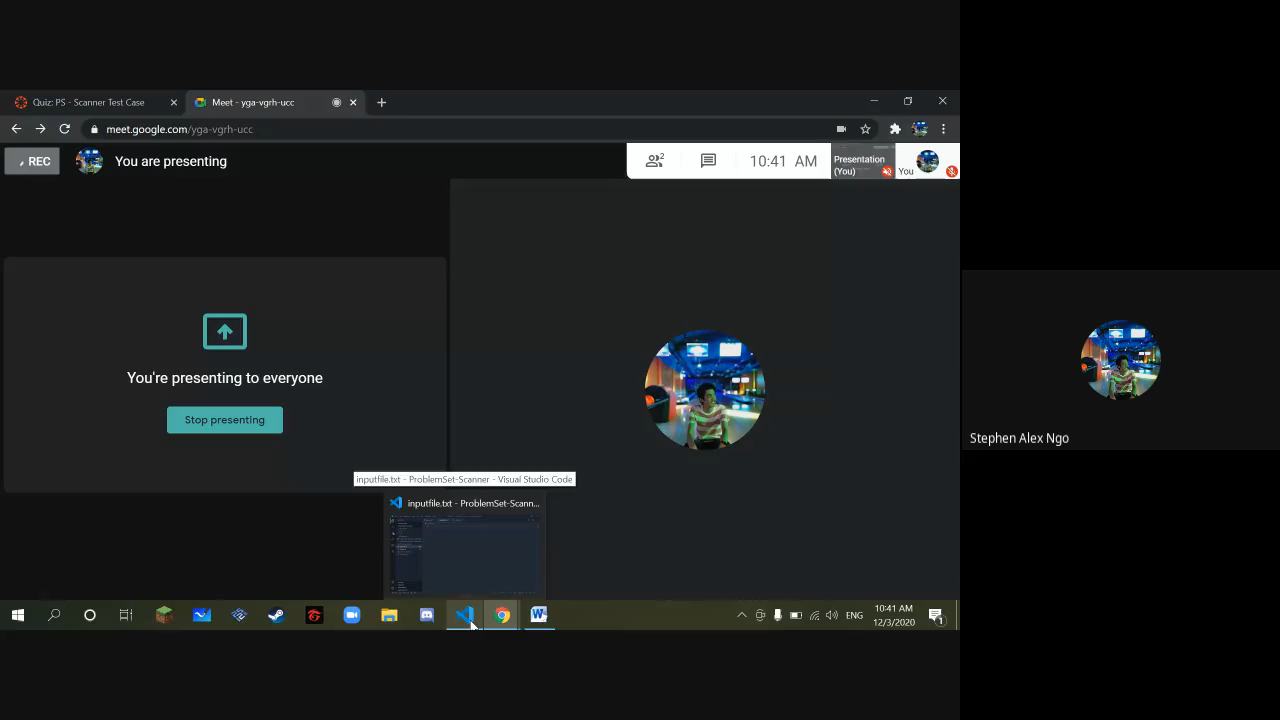 Quiz: PS - Scanner Test Case
Meet - yga-vgrh-ucc
meet.google.com/yga-vgrh-ucc
REC
You are presenting
2
10:41 AM
Presentation
(You)
You
You're presenting to everyone
Stop presenting
Stephen Alex Ngo
inputfile.txt - ProblemSet-Scanner - Visual Studio Code
inputfile.txt - ProblemSet-Scann...
W
ENG
10:41 AM
12/3/2020
1